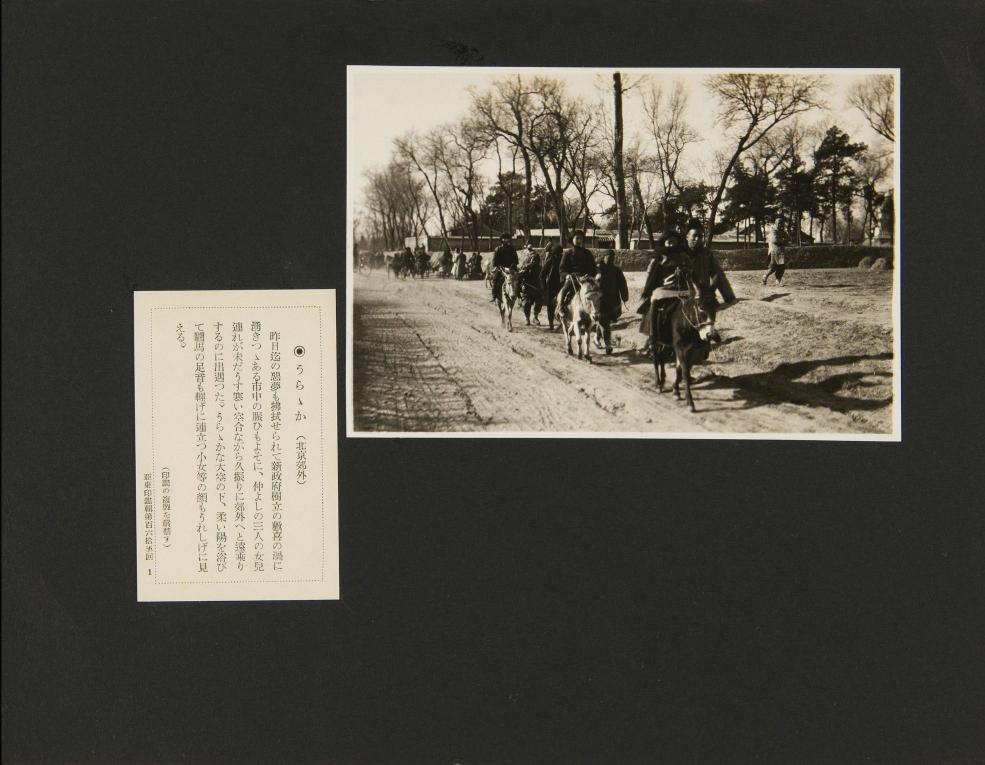 ◉うらゝか（北京郊外）
昨日迄の惡夢も拂拭せられて新政府樹立の歡喜の渦に
湧きつゝある市中の賑ひもよそに、仲よしの三人の女兒
連れが未だうす寒い空合ながら久振りに郊外へと遠乘り
するのに出遇つた。うらゝかな大空の下、柔い陽を浴び
て驢馬の足音も輕げに連立つ小女等の顏もうれしげに見
える。
（印畫の複製を嚴禁す）
亞東印畫輯第百六拾五回 1